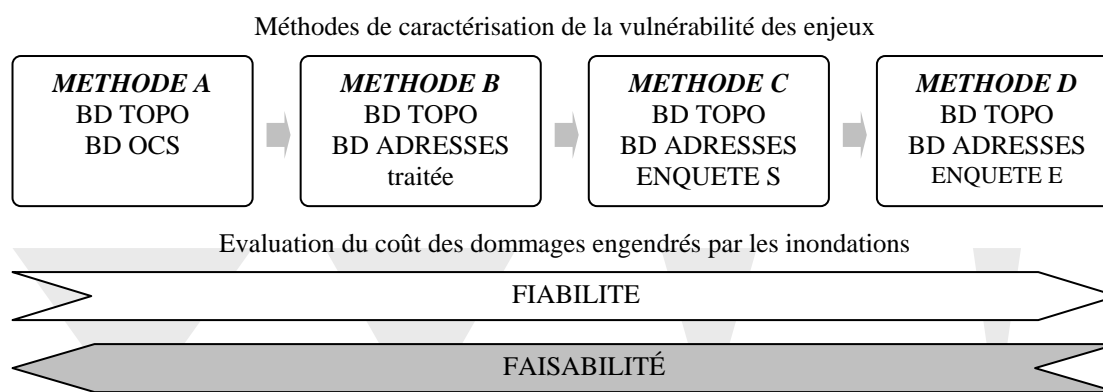 Méthodes de caractérisation de la vulnérabilité des enjeux
METHODE A
BD TOPO
BD OCS
METHODE B
BD TOPO
BD ADRESSES
traitée
METHODE C
BD TOPO
BD ADRESSES
ENQUETE S
METHODE D
BD TOPO
BD ADRESSES
ENQUETE E
Evaluation du coût des dommages engendrés par les inondations
FIABILITE
FAISABILITÉ